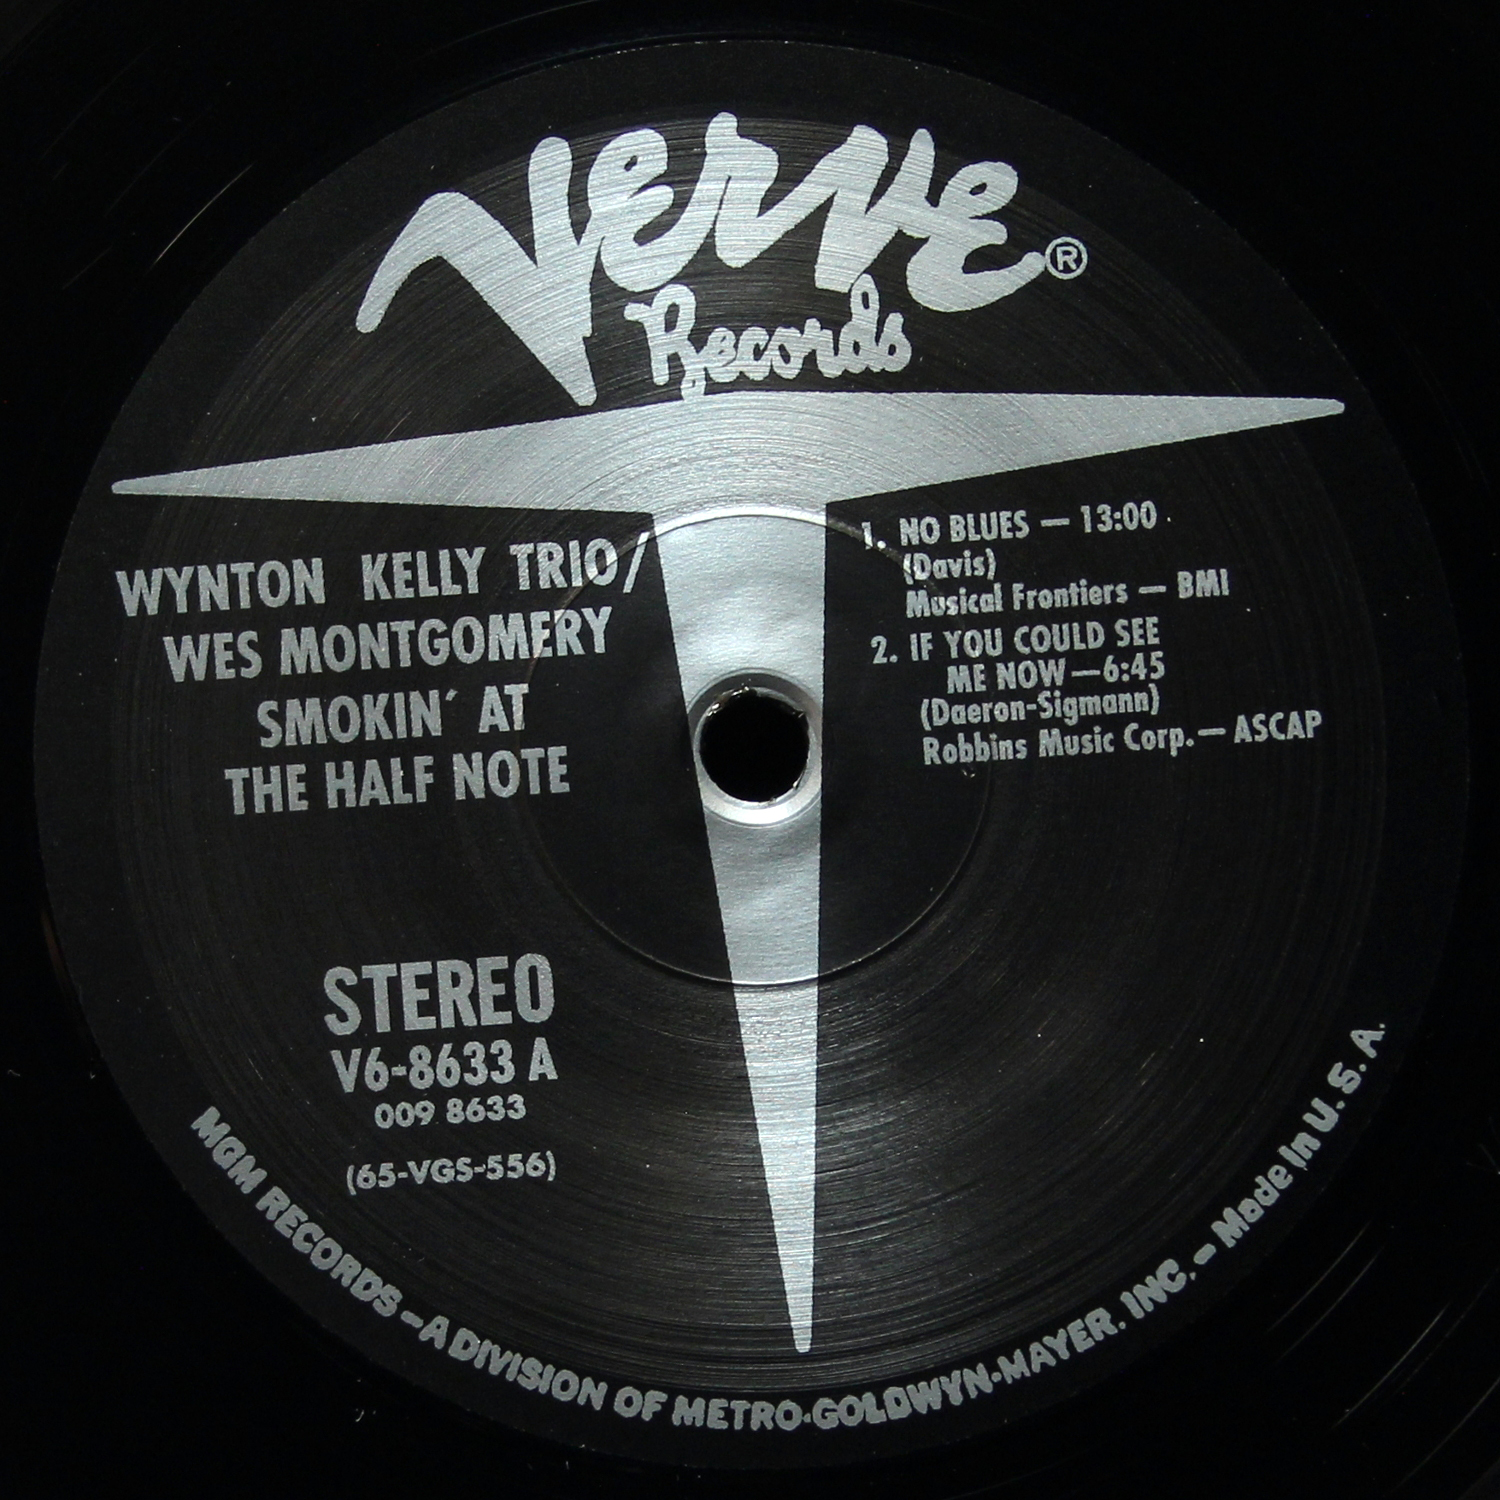 Verve ®
Records
WYNTON KELLY TRIO/
WES MONTGOMERY
SMOKIN´ AT
THE HALF NOTE
1. NO BLUES — 13:00
(Davis)
Musical Frontiers — BMI
2. IF YOU COULD SEE
ME NOW —6:45
(Daeron-Sigmann)
Robbins Music Corp.— ASCAP
STEREO
V6-8633 A
009 8633
(65-VGS-556)
MGM RECORDS —A DIVISION OF METRO-GOLDWYN-MAYER, INC. — Made in U. S. A.